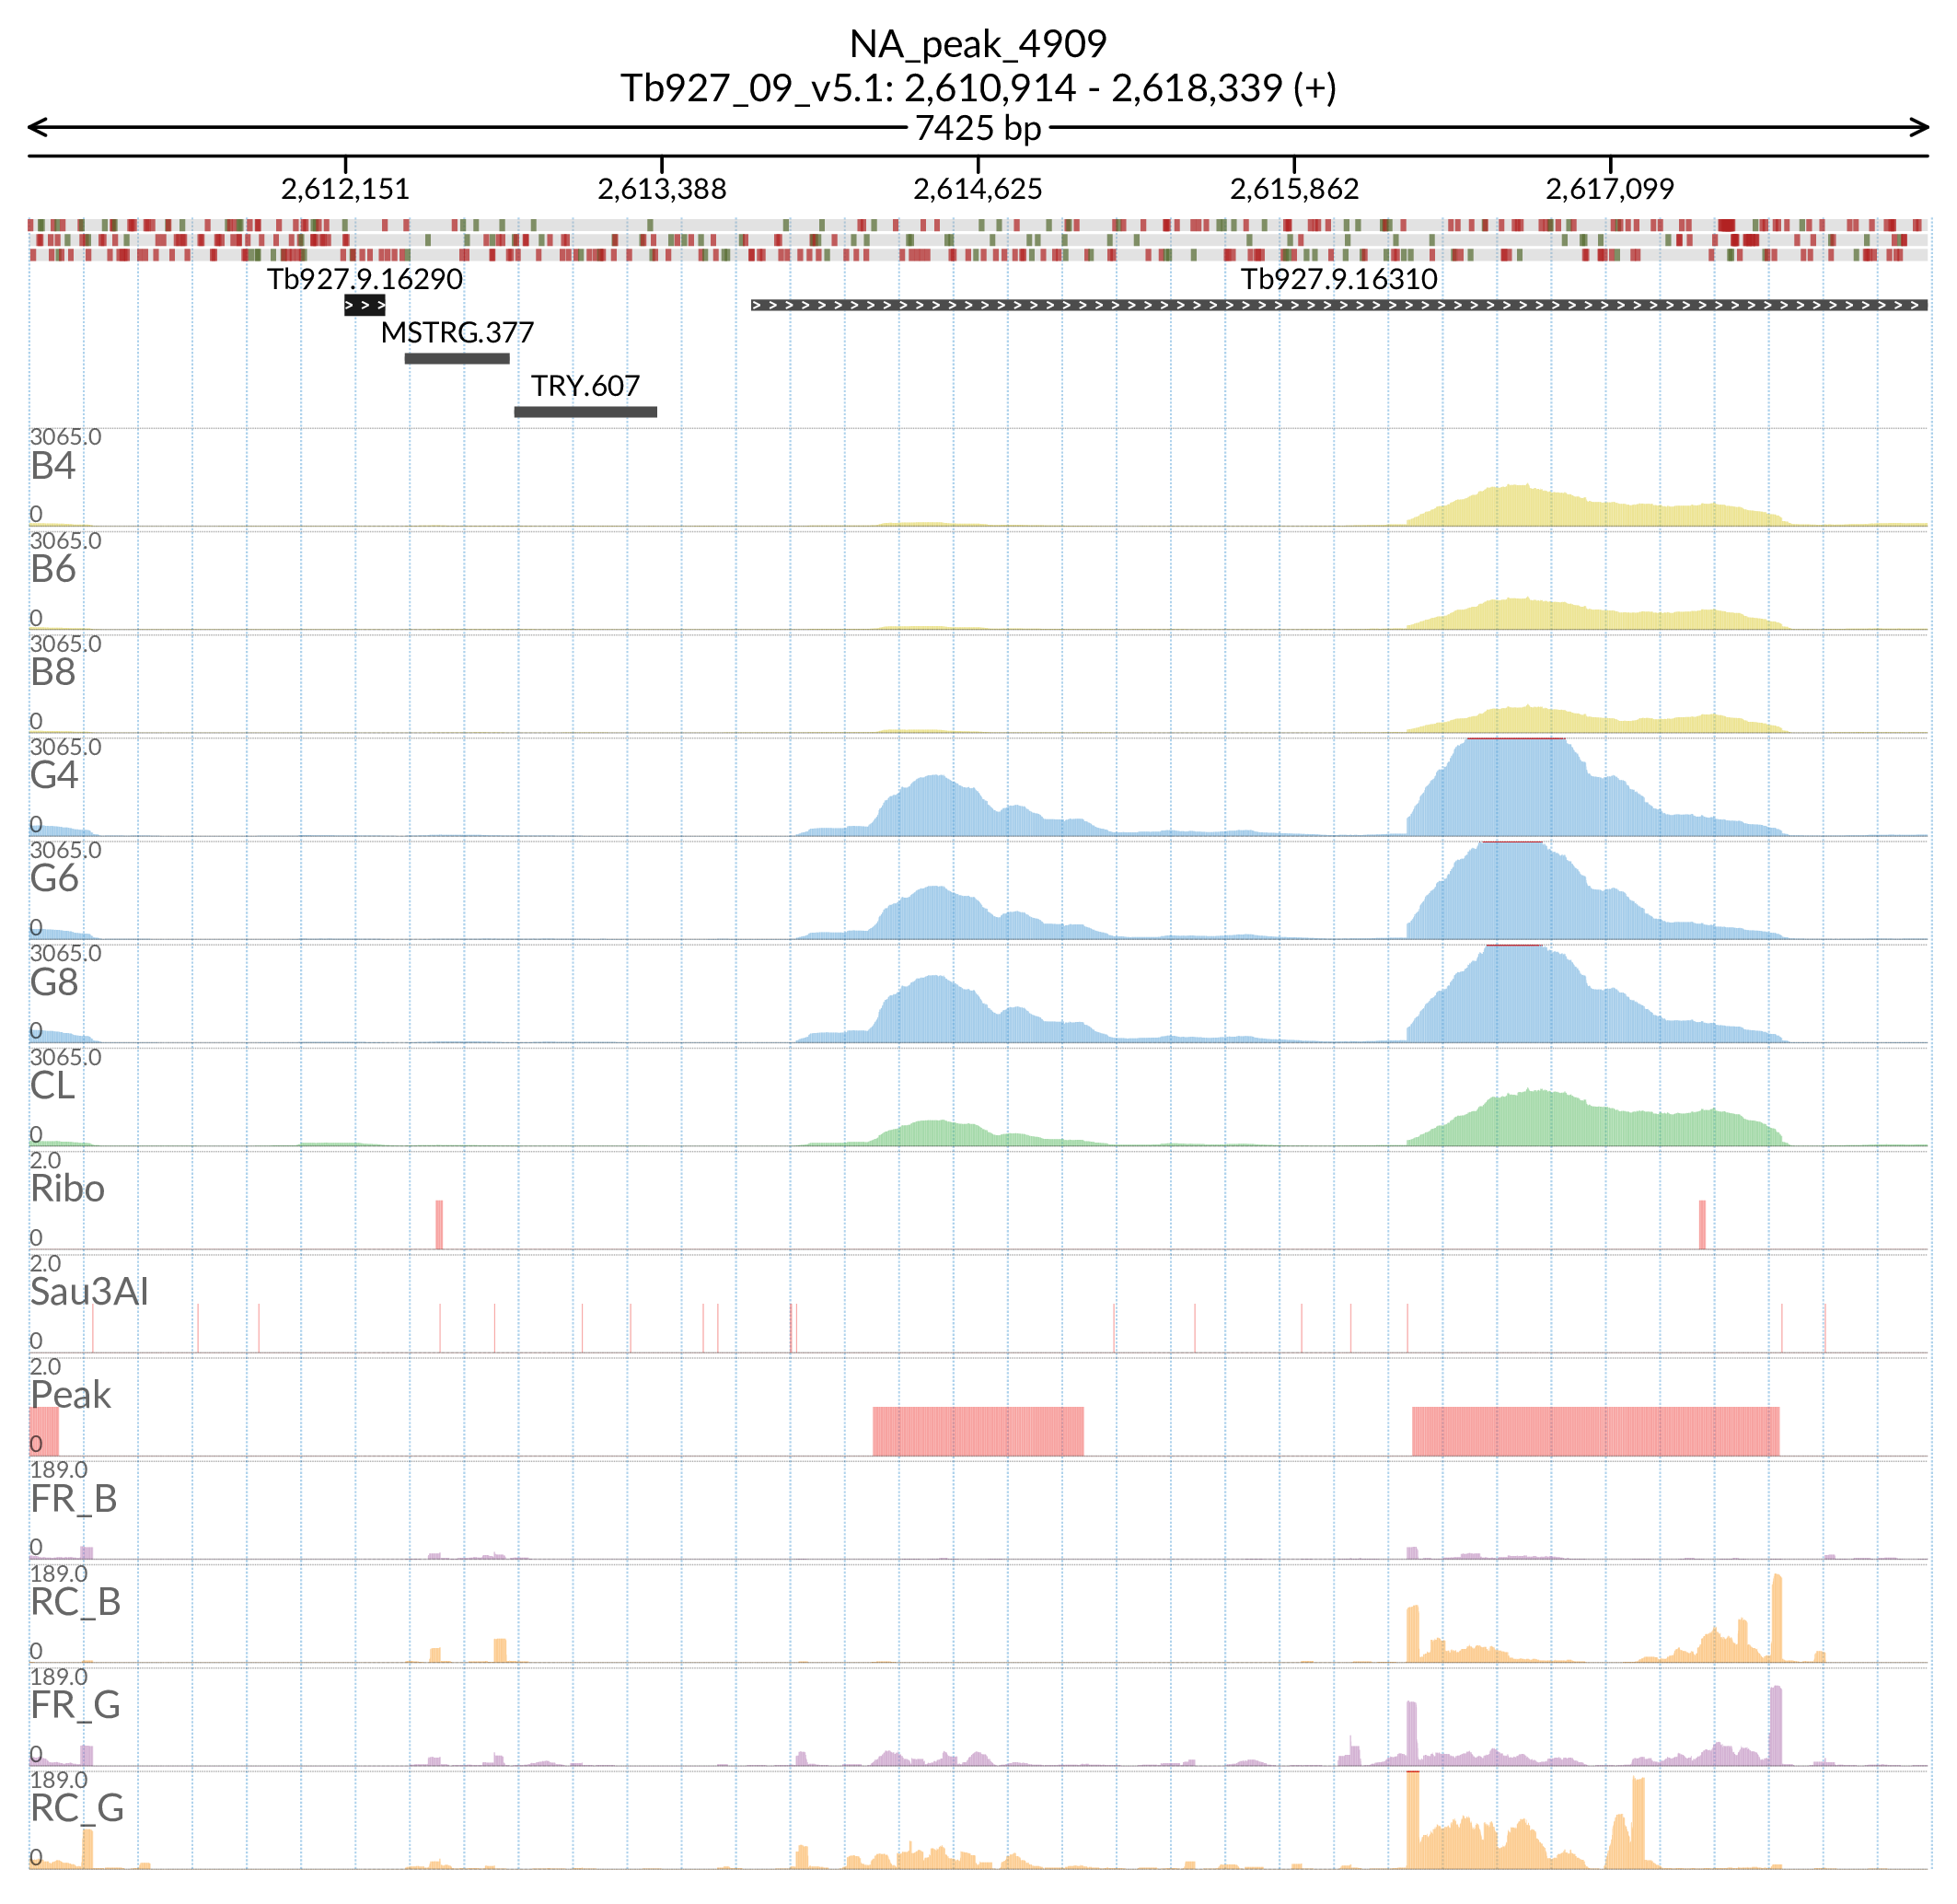 NA_peak_4909
Tb927_09_v5.1: 2,610,914 - 2,618,339 (+)
7425 bp
2,612,151 2,613,388 2,614,625 2,615,862 2,617,099
Tb927.9.16290 Tb927.9.16310
MSTRG.377
TRY.607
3065.0
B4
0
3065.0
B6
0
3065.0
B8
0
3065.0
G4
0
3065.0
G6
0
3065.0
G8
0
3065.0
CL
0
2.0
Ribo
0
2.0
Sau3AI
0
2.0
Peak
0
189.0
FR_B
0
189.0
RC_B
0
189.0
FR_G
0
189.0
RC_G
0